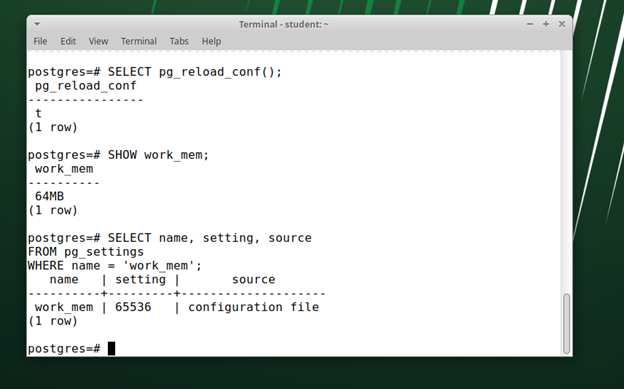 Terminal - student: ~
File Edit View Terminal Tabs Help
postgres=# SELECT pg_reload_conf();
 pg_reload_conf
----------------
 t
(1 row)
postgres=# SHOW work_mem;
 work_mem
----------
 64MB
(1 row)
postgres=# SELECT name, setting, source
FROM pg_settings
WHERE name = 'work_mem';
   name   | setting |       source
----------+---------+--------------------
 work_mem | 65536   | configuration file
(1 row)
postgres=#